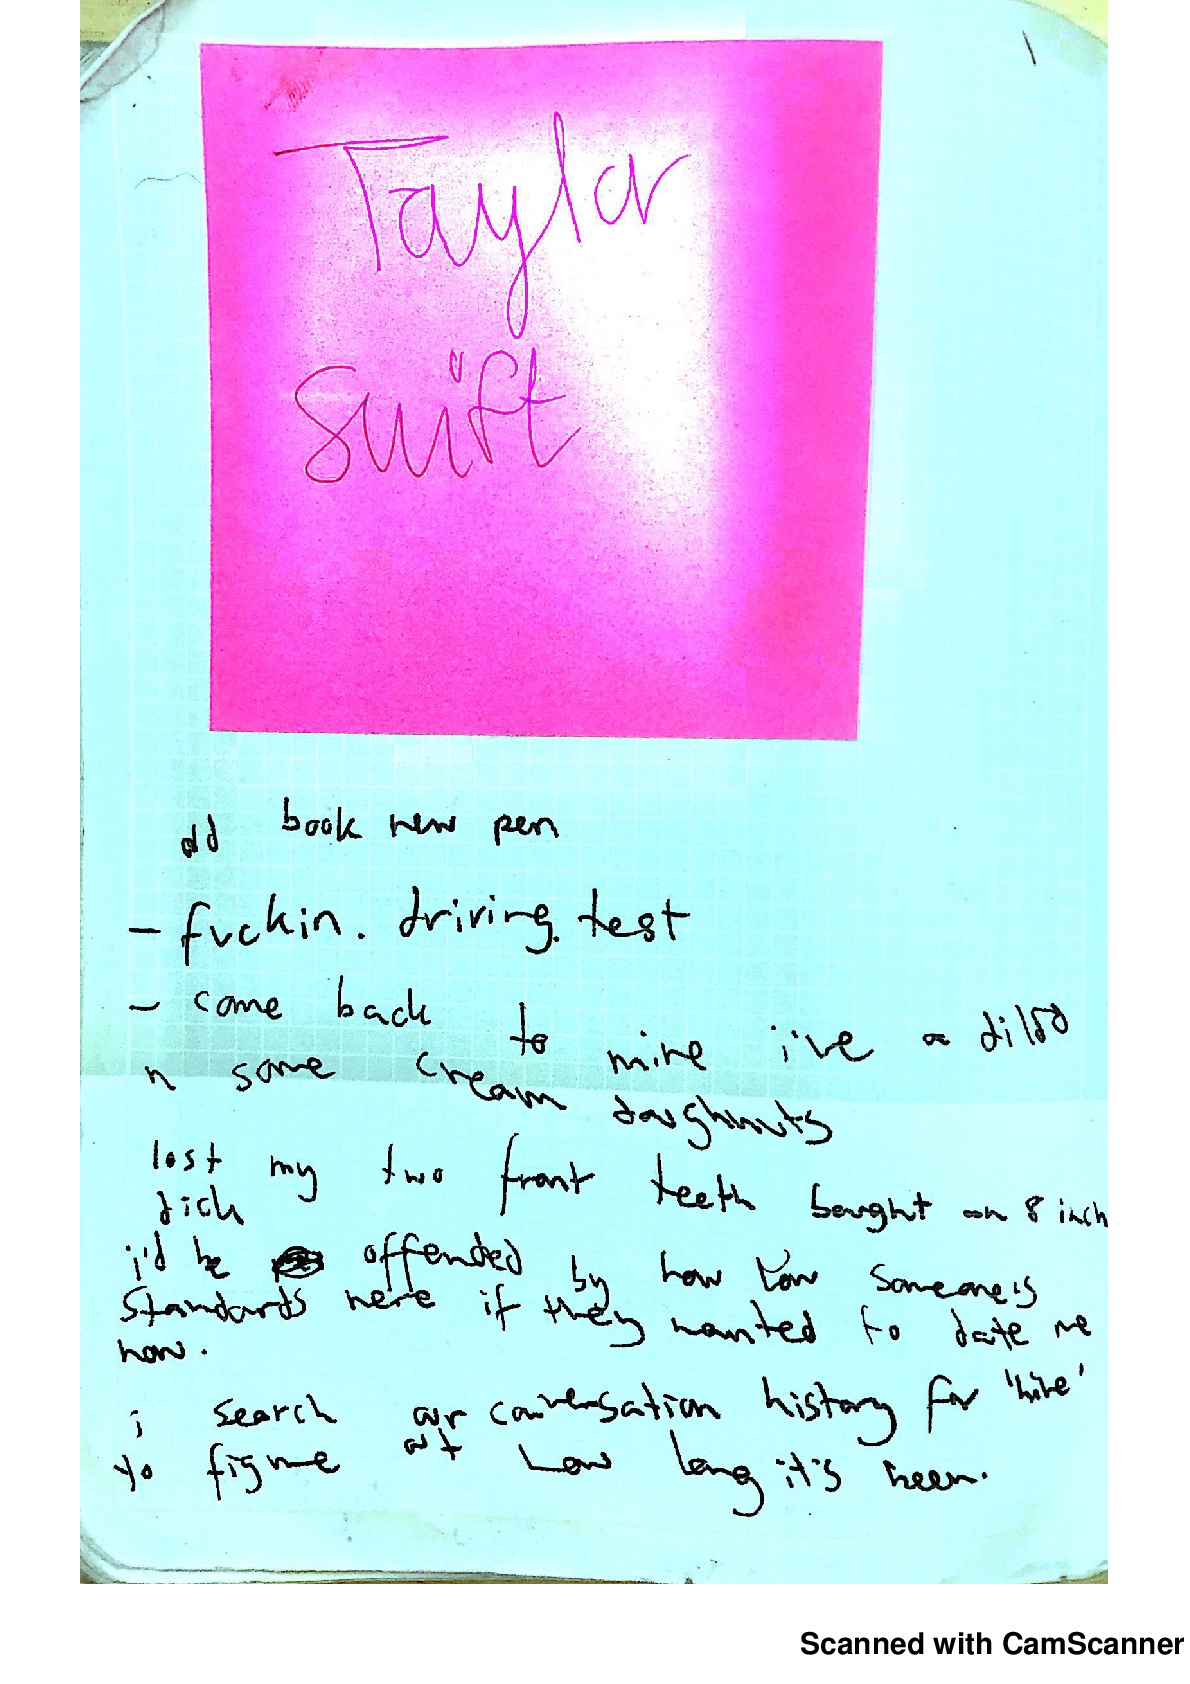 Taylor
Swift
old book new pen
- fuckin. driving. test
- come back to mine i've a dildo
n some cream doughnuts
lost my two front teeth bought an 8 inch
dick
i'd be offended by how low someone's
standards were if they wanted to date me
now.
i search our conversation history for
to figure out how long it's been.
Scanned with CamScanner